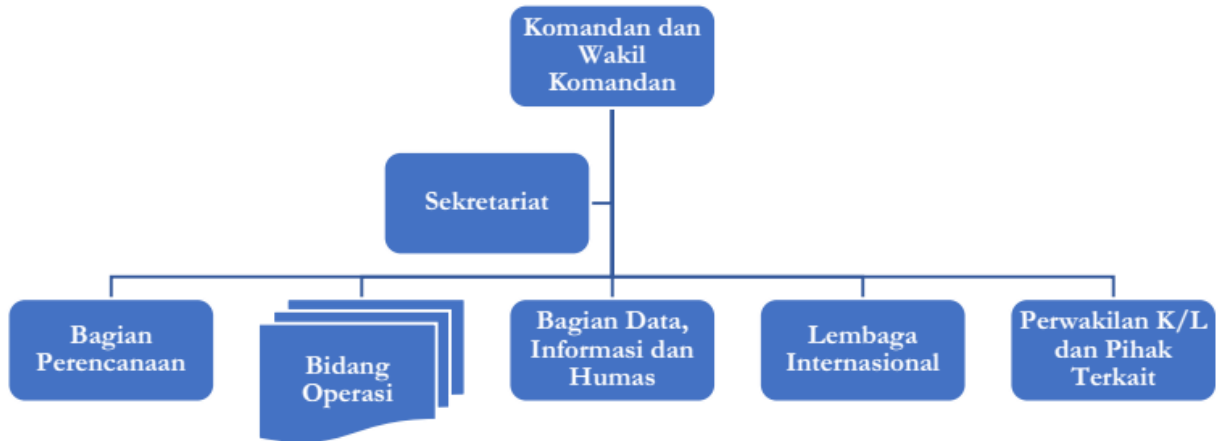 Komandan dan
Wakil
Komandan
Sekretariat
Bagian
Perencanaan
Bidang
Operasi
Bagian Data,
Informasi dan
Humas
Lembaga
Internasional
Perwakilan K/L
dan Pihak
Terkait